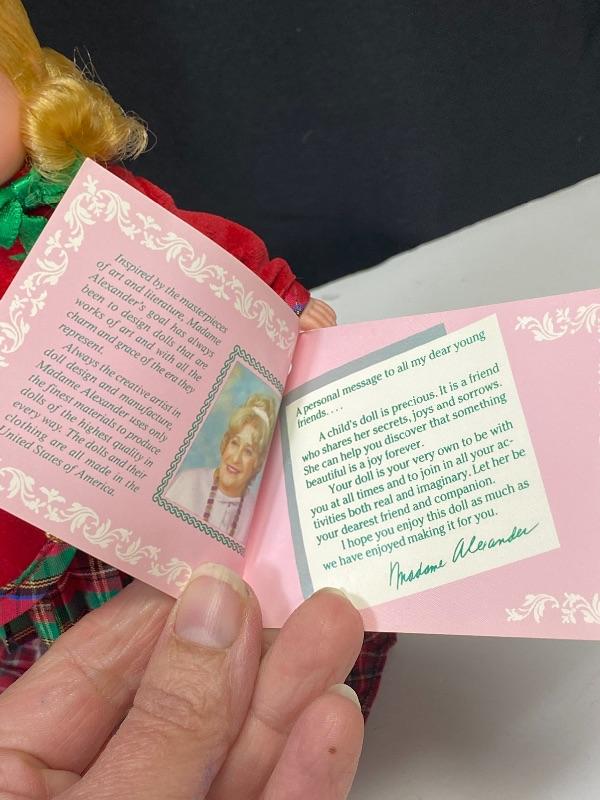 Inspired by the masterpieces
of art and literature, Madame
Alexander's goal has always
been to design dolls that are
works of art and with all the
charm and grace of the era they
represent.
Always the creative artist in
doll design and manufacture,
Madame Alexander uses only
the finest materials to produce
dolls of the highest quality in
every way. The dolls and their
clothing are all made in the
United States of America.
A personal message to all my dear young
friends....
A child's doll is precious. It is a friend
who shares her secrets, joys and sorrows.
She can help you discover that something
beautiful is a joy forever.
Your doll is your very own to be with
you at all times and to join in all your ac-
tivities both real and imaginary. Let her be
your dearest friend and companion.
I hope you enjoy this doll as much as
we have enjoyed making it for you.
Madame Alexander